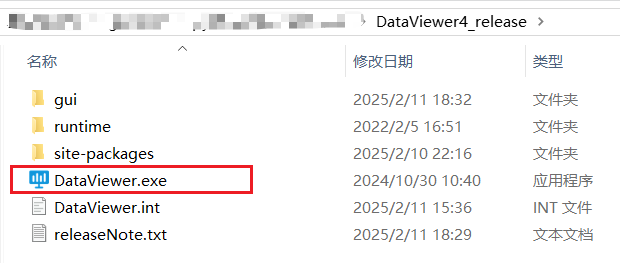 DataViewer4_release
名称 修改日期 类型
gui 2025/2/11 18:32 文件夹
runtime 2022/2/5 16:51 文件夹
site-packages 2025/2/10 22:16 文件夹
DataViewer.exe 2024/10/30 10:40 应用程序
DataViewer.int 2025/2/11 15:36 INT 文件
releaseNote.txt 2025/2/11 18:29 文本文档